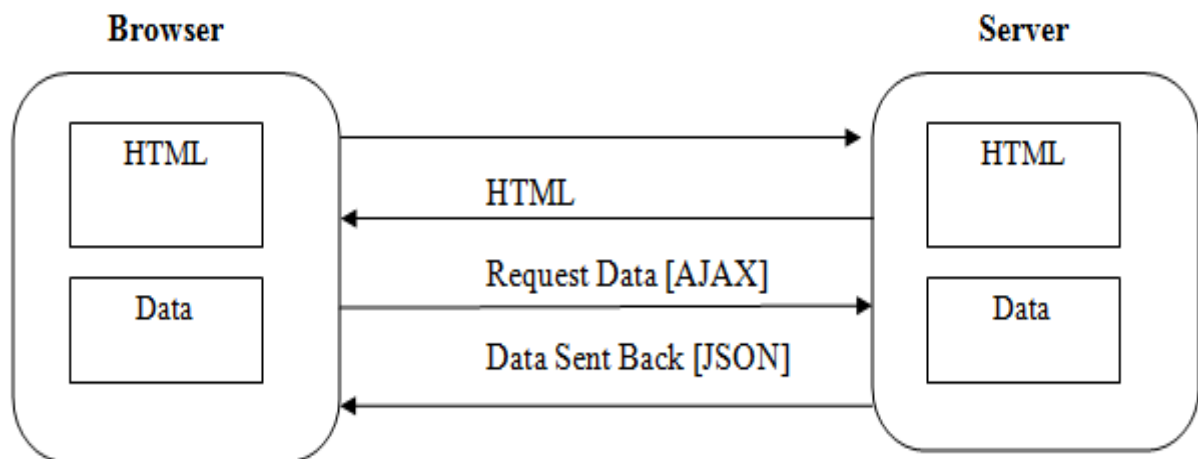 Browser
Server
HTML
HTML
HTML
Request Data [AJAX]
Data
Data
Data Sent Back [JSON]